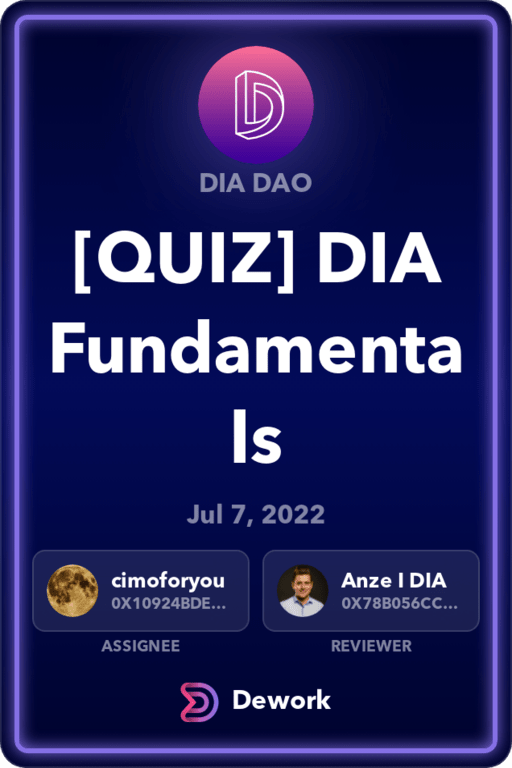 DIA DAO
[QUIZ] DIA
Fundamenta
ls
Jul 7, 2022
cimoforyou
0X10924BDE...
Anze I DIA
0X78B056CC...
ASSIGNEE
REVIEWER
Dework